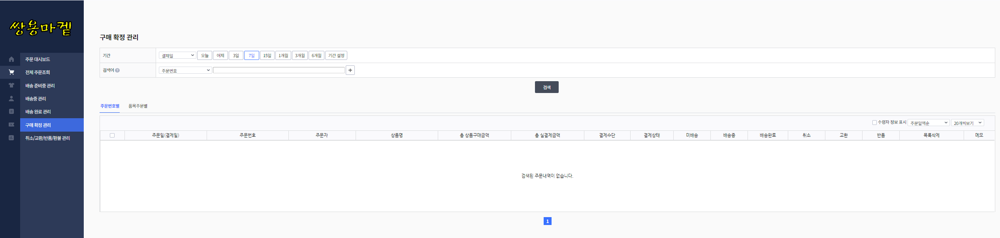 쌍용마켙
주문 대시보드
전체 주문조회
배송 준비중 관리
배송중 관리
배송 완료 관리
구매 확정 관리
취소/교환/반품/환불 관리
구매 확정 관리
기간 결제일 오늘 어제 3일 7일 15일 1개월 3개월 6개월 기간 설정
검색어 ? 주문번호 +
검색
주문번호별 품목주문별
수령자 정보 표시 주문일역순 20개씩보기
주문일(결제일) 주문번호 주문자 상품명 총 상품구매금액 총 실결제금액 결제수단 결제상태 미배송 배송중 배송완료 취소 교환 반품 목록삭제 메모
검색된 주문내역이 없습니다.
1